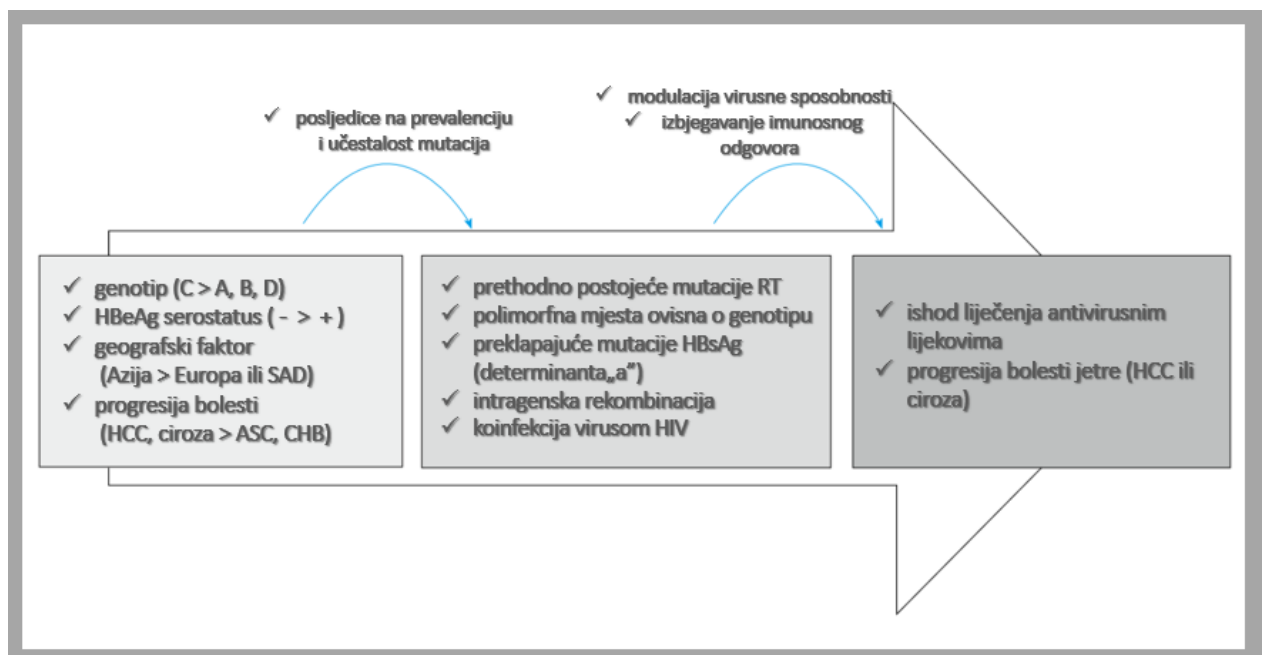 ✓ posljedice na prevalenciju
i učestalost mutacija
✓ modulacija virusne sposobnosti
✓ izbjegavanje imunosnog
odgovora
✓ genotip (C > A, B, D)
✓ HBeAg serostatus ( - > + )
✓ geografski faktor
(Azija > Europa ili SAD)
✓ progresija bolesti
(HCC, ciroza > ASC, CHB)
✓ prethodno postojeće mutacije RT
✓ polimorfna mjesta ovisna o genotipu
✓ preklapajuće mutacije HBsAg
(determinanta„a”)
✓ intragenska rekombinacija
✓ koinfekcija virusom HIV
✓ ishod liječenja antivirusnim
lijekovima
✓ progresija bolesti jetre (HCC ili
ciroza)